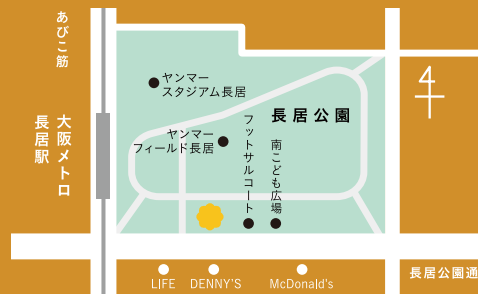 あびこ筋
大阪メトロ
長居駅
ヤンマー
スタジアム長居
ヤンマー
フィールド長居
長居公園
フットサルコート
南こども広場
LIFE
DENNY'S
McDonald's
長居公園通